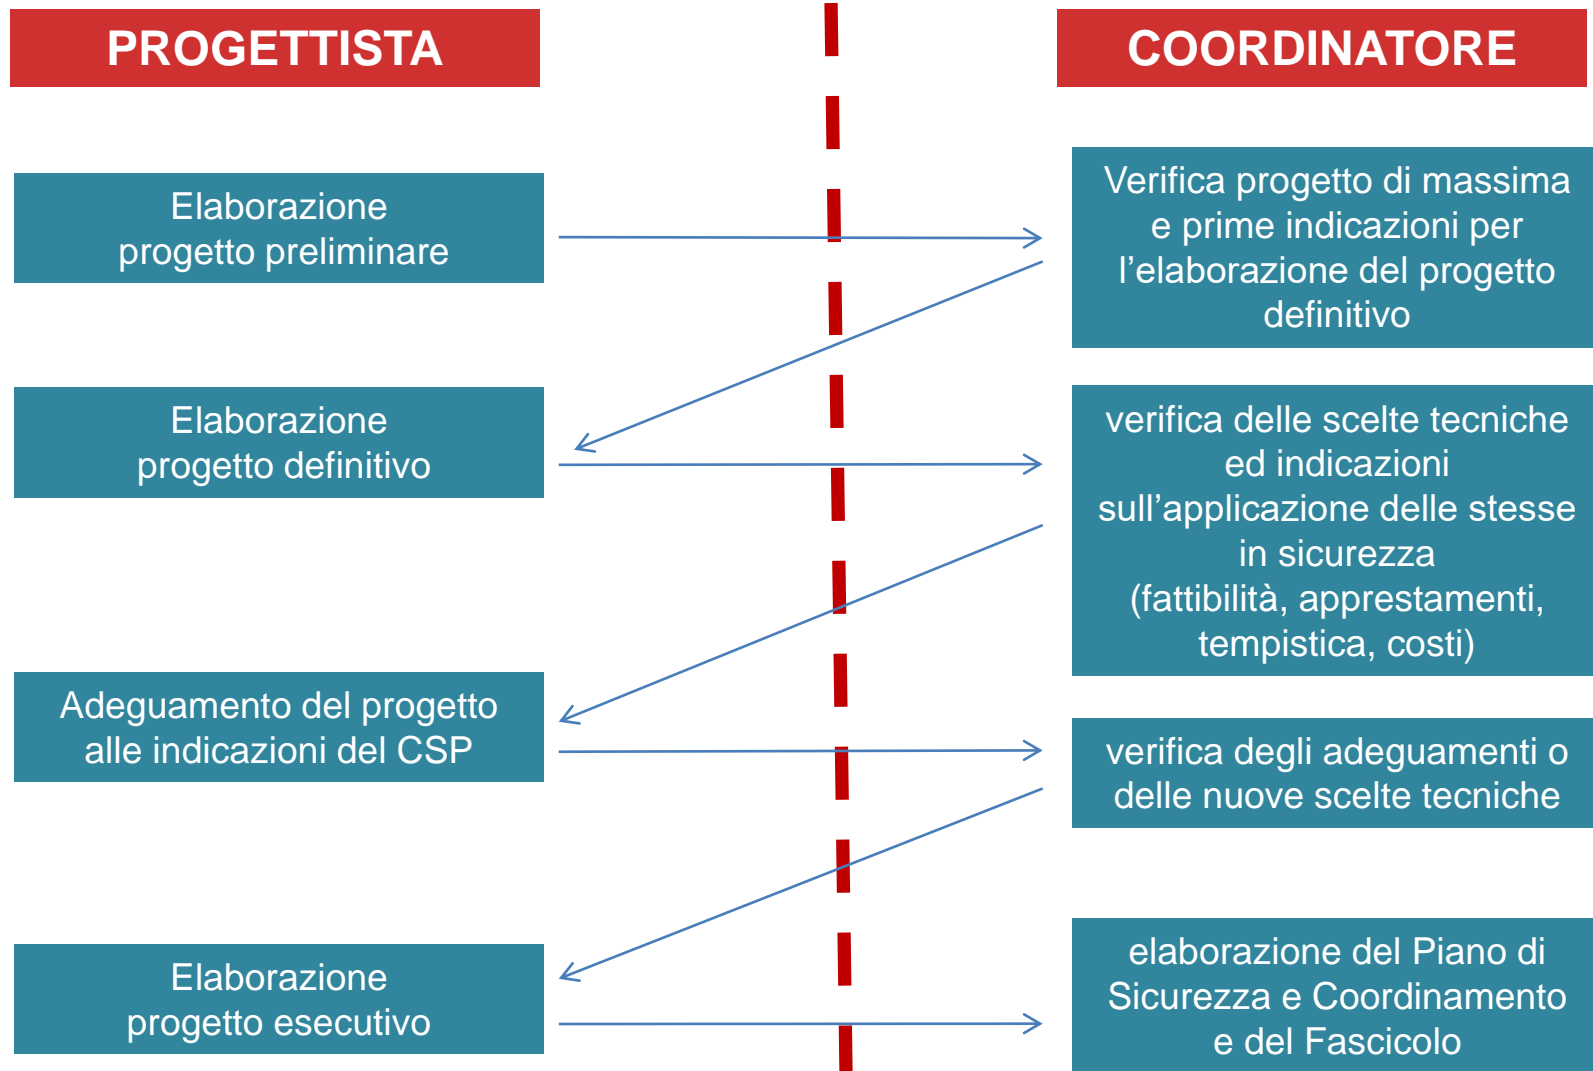 PROGETTISTA
COORDINATORE
Elaborazione
progetto preliminare
Verifica progetto di massima
e prime indicazioni per
l’elaborazione del progetto
definitivo
Elaborazione
progetto definitivo
verifica delle scelte tecniche
ed indicazioni
sull’applicazione delle stesse
in sicurezza
(fattibilità, apprestamenti,
tempistica, costi)
Adeguamento del progetto
alle indicazioni del CSP
verifica degli adeguamenti o
delle nuove scelte tecniche
Elaborazione
progetto esecutivo
elaborazione del Piano di
Sicurezza e Coordinamento
e del Fascicolo